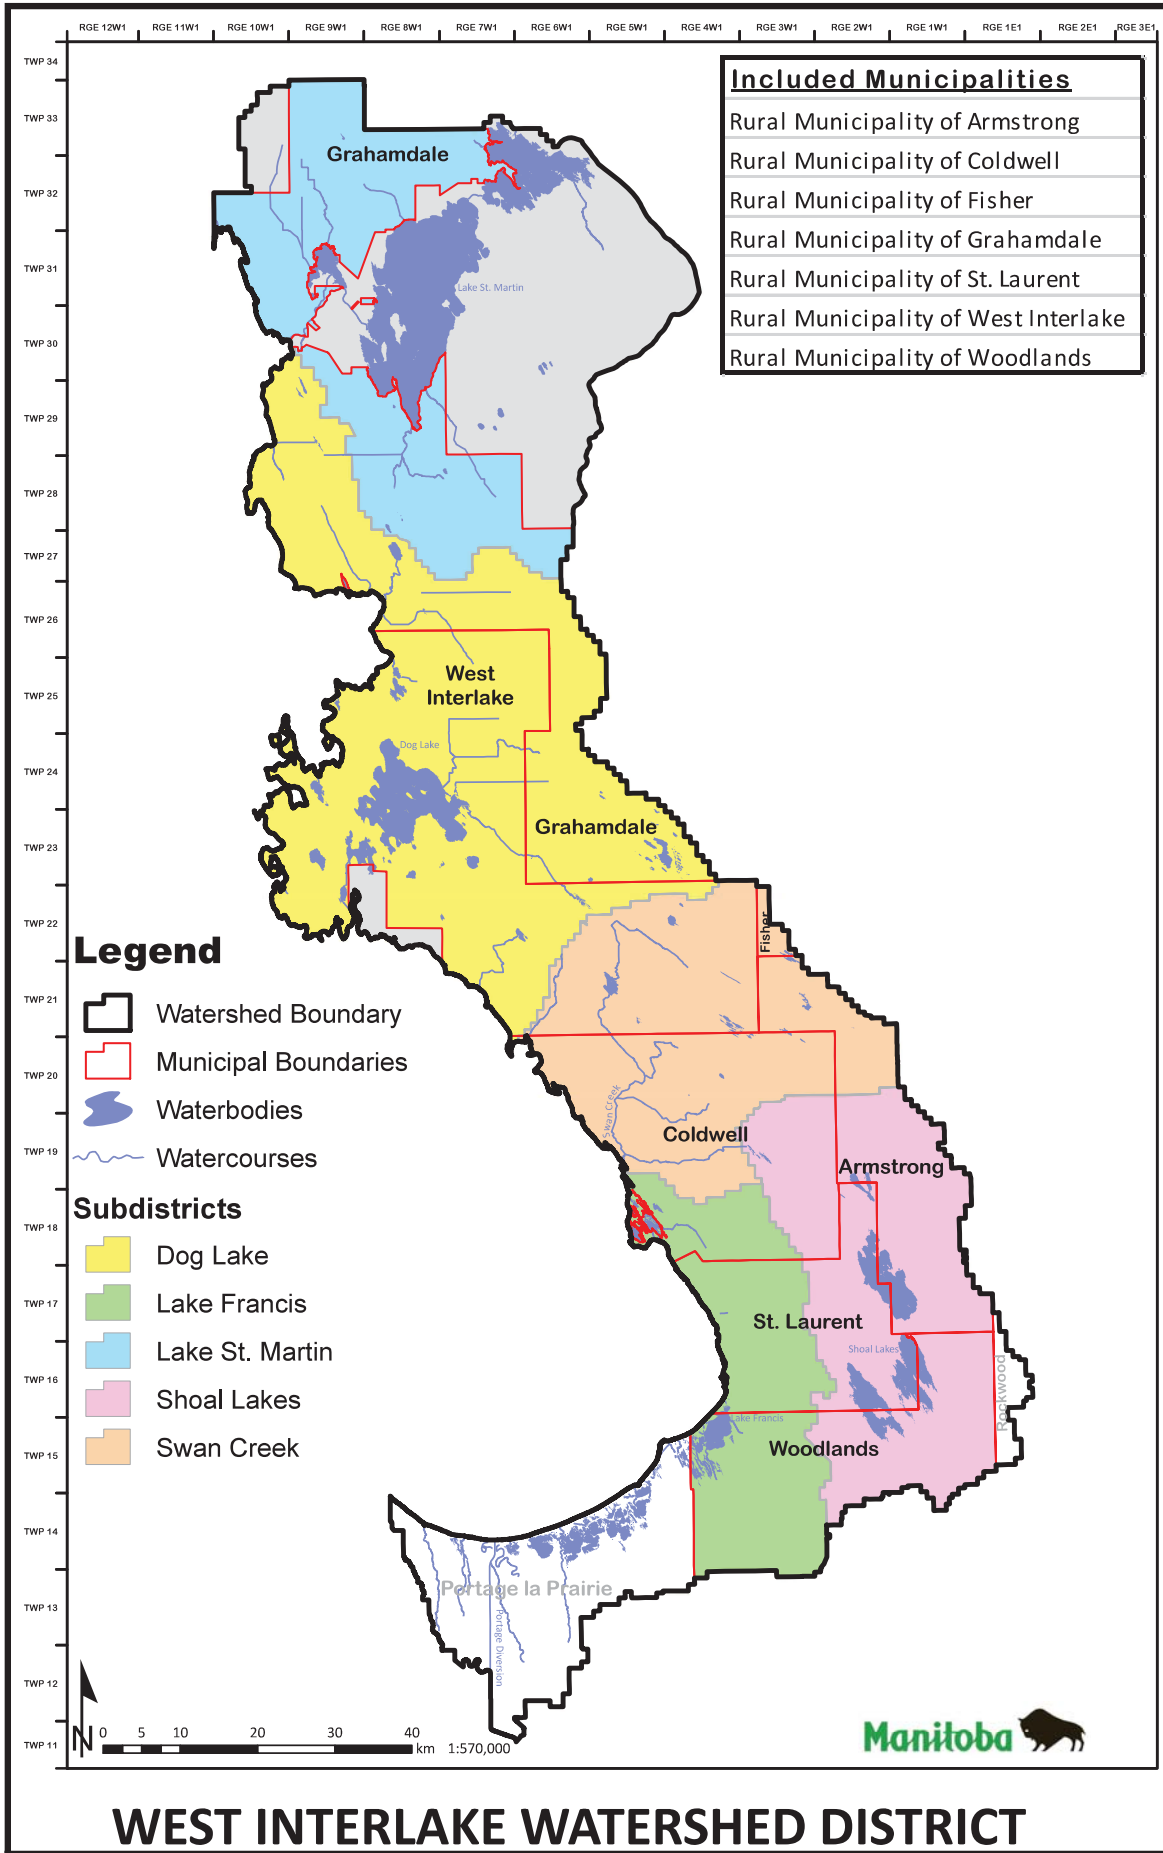 RGE 12W1 RGE 11W1 RGE 10W1 RGE 9W1 RGE 8W1 RGE 7W1 RGE 6W1 RGE 5W1 RGE 4W1 RGE 3W1 RGE 2W1 RGE 1W1 RGE 1E1 RGE 2E1 RGE 3E1
TWP 34
TWP 33
TWP 32
TWP 31
TWP 30
TWP 29
TWP 28
TWP 27
TWP 26
TWP 25
TWP 24
TWP 23
TWP 22
TWP 21
TWP 20
TWP 19
TWP 18
TWP 17
TWP 16
TWP 15
TWP 14
TWP 13
TWP 12
TWP 11
Included Municipalities
Rural Municipality of Armstrong
Rural Municipality of Coldwell
Rural Municipality of Fisher
Rural Municipality of Grahamdale
Rural Municipality of St. Laurent
Rural Municipality of West Interlake
Rural Municipality of Woodlands
Grahamdale
Lake St. Martin
West
Interlake
Dog Lake
Grahamdale
Fisher
Swan Creek
Coldwell
Armstrong
St. Laurent
Shoal Lakes
Rockwood
Lake Francis
Woodlands
Portage la Prairie
Portage Diversion
Legend
Watershed Boundary
Municipal Boundaries
Waterbodies
Watercourses
Subdistricts
Dog Lake
Lake Francis
Lake St. Martin
Shoal Lakes
Swan Creek
N
0 5 10 20 30 40
km 1:570,000
Manitoba
WEST INTERLAKE WATERSHED DISTRICT